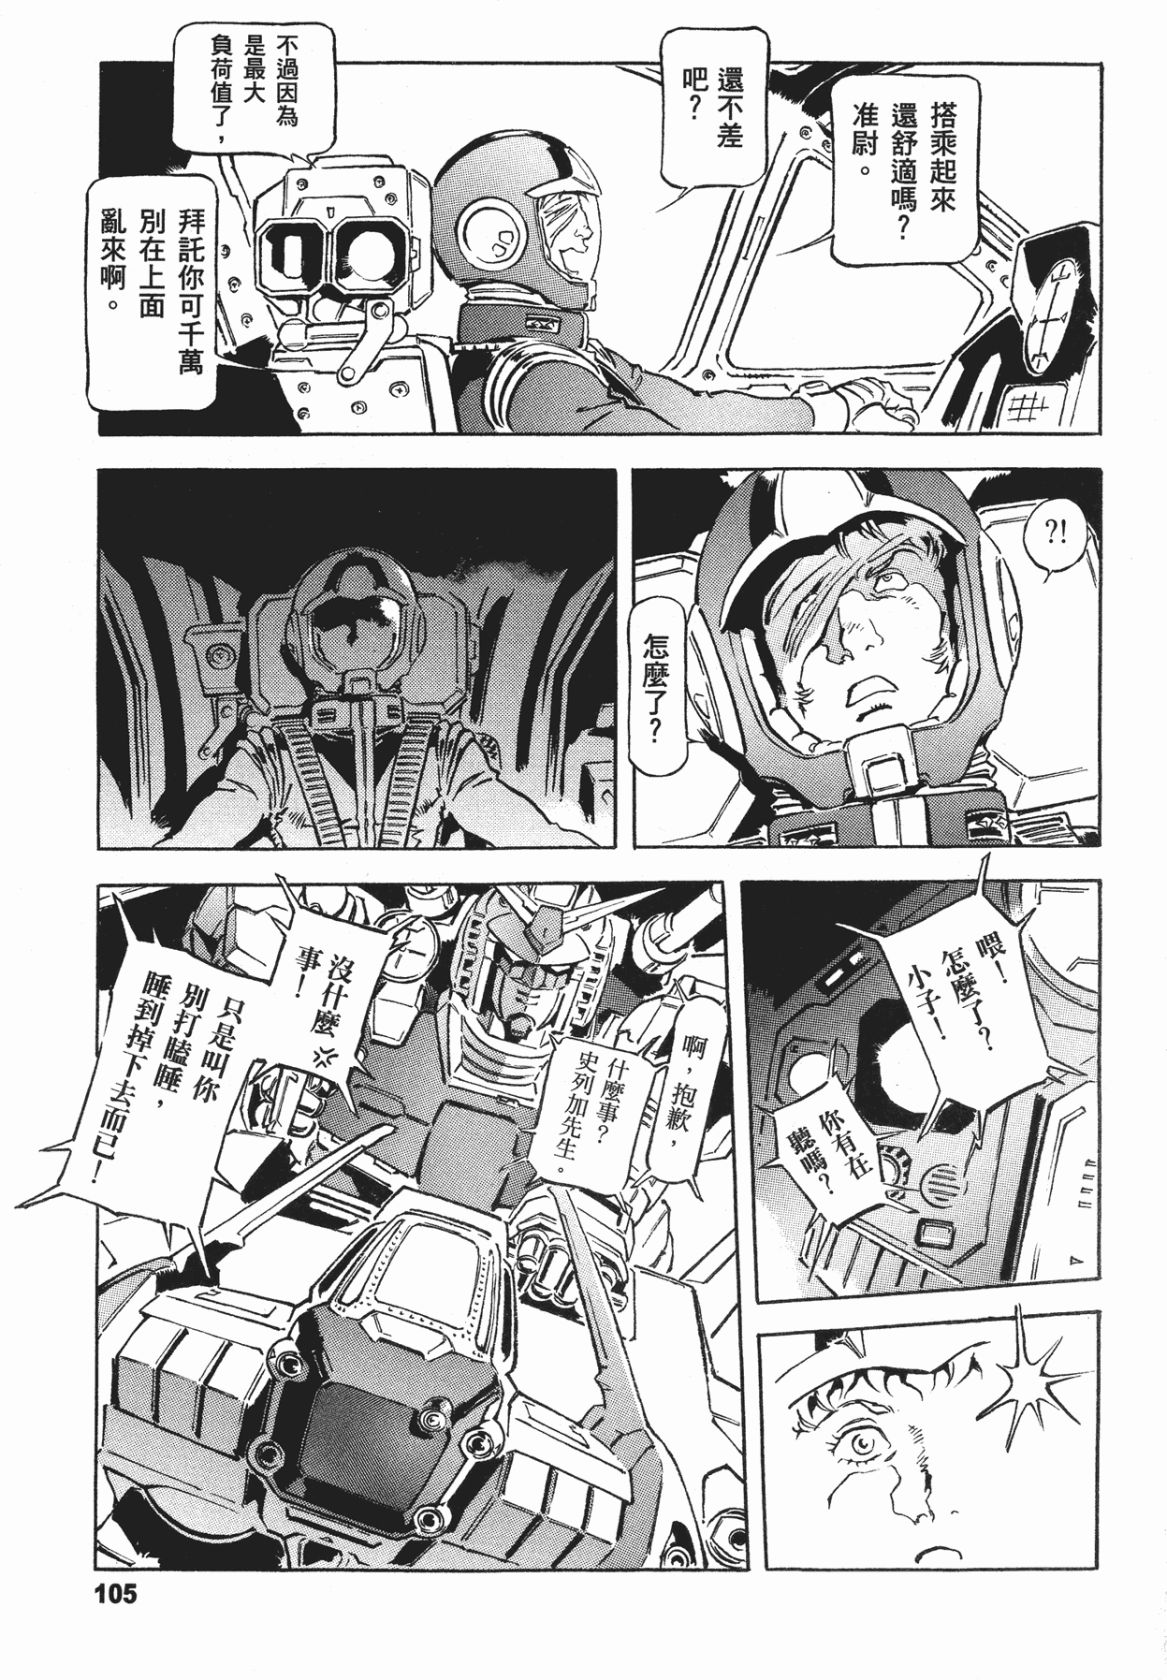 搭乘起來
還舒適嗎？
准尉。
還不差
吧？
不過因為
是最大
負荷值了，
拜託你可千萬
別在上面
亂來啊。
?!
怎麼了？
喂！
怎麼了？
小子！
你有在
聽嗎？
啊，抱歉，
什麼事？
史列加先生。
沒什麼
事！
只是叫你
別打瞌睡，
睡到掉下去而已！
105